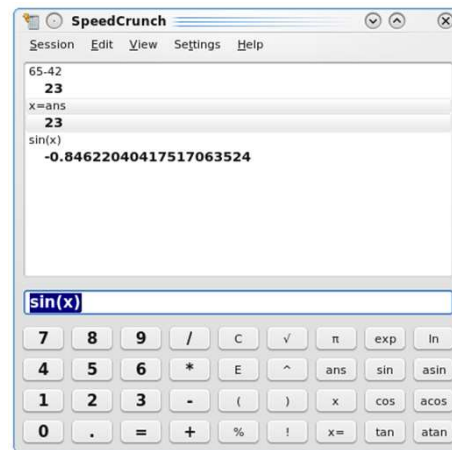 SpeedCrunch
Session Edit View Settings Help
65-42
23
x=ans
23
sin(x)
-0.84622040417517063524
sin(x)
7 8 9 / C √ π exp ln
4 5 6 * E ^ ans sin asin
1 2 3 - ( ) x cos acos
0 . = + % ! x= tan atan